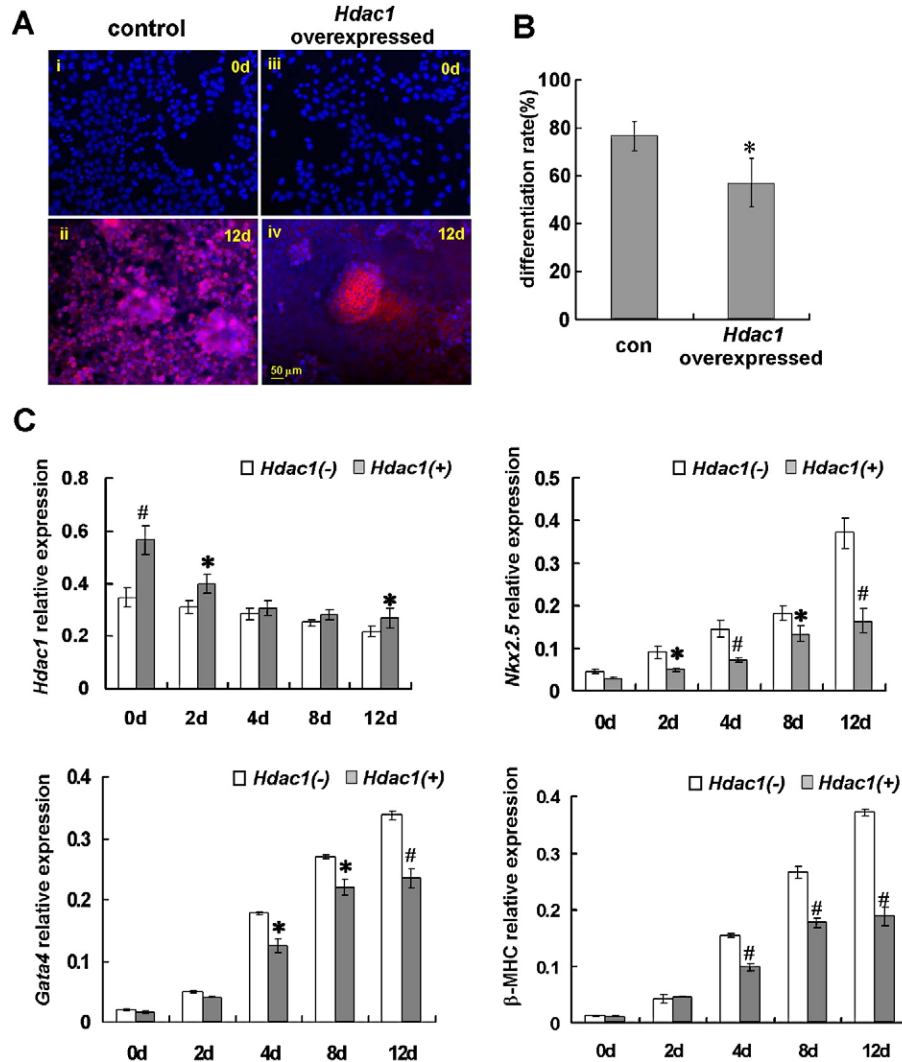 A
control
Hdac1
overexpressed
i
0d
iii
0d
ii
12d
iv
12d
50 μm
B
differentiation rate(%)
100
80
60
40
20
0
con
Hdac1
overexpressed
*
C
Hdac1 relative expression
Hdac1(-) Hdac1(+)
0.8
0.6
0.4
0.2
0
#
*
*
0d 2d 4d 8d 12d
Nkx2.5 relative expression
Hdac1(-) Hdac1(+)
0.5
0.4
0.3
0.2
0.1
0
*
#
*
#
0d 2d 4d 8d 12d
Gata4 relative expression
Hdac1(-) Hdac1(+)
0.4
0.3
0.2
0.1
0
*
*
#
0d 2d 4d 8d 12d
β-MHC relative expression
Hdac1(-) Hdac1(+)
0.4
0.3
0.2
0.1
0
#
#
#
0d 2d 4d 8d 12d